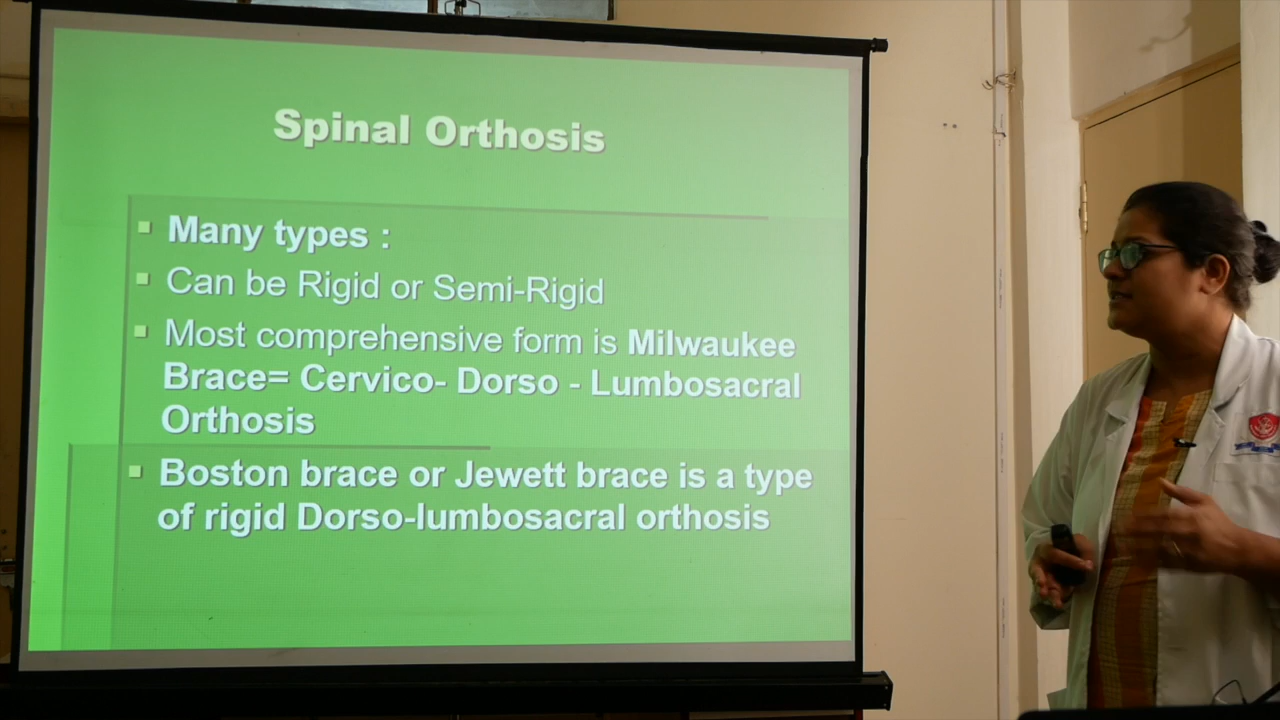 Spinal Orthosis
Many types :
Can be Rigid or Semi-Rigid
Most comprehensive form is Milwaukee
Brace= Cervico- Dorso - Lumbosacral
Orthosis
Boston brace or Jewett brace is a type
of rigid Dorso-lumbosacral orthosis